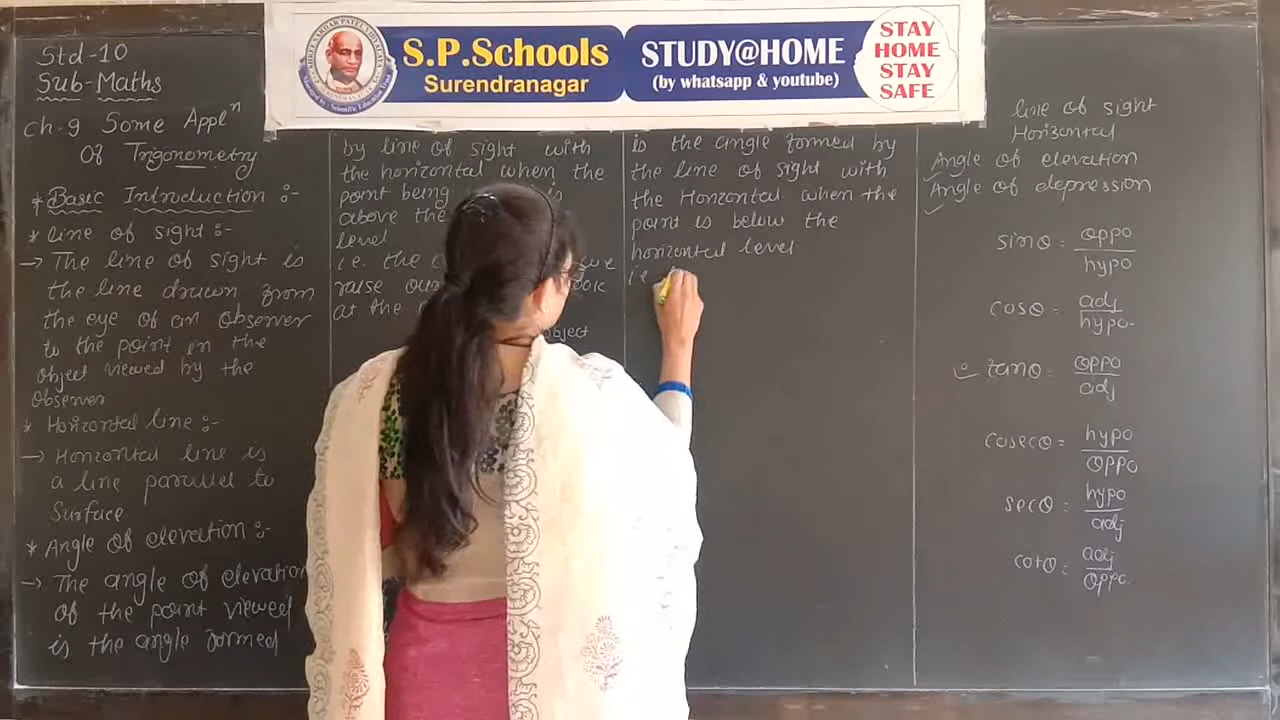 S.P.Schools
Surendranagar
STUDY@HOME
(by whatsapp & youtube)
STAY
HOME
STAY
SAFE
Std-10
Sub-Maths
Ch-9 Some Appl^n
Of Trigonometry
* Basic Introduction :-
* line of sight :-
→ The line of sight is
the line drawn from
the eye of an Observer
to the point in the
Object viewed by the
Observer
* Horizontal line :-
→ Horizontal line is
a line parallel to
Surface
* Angle of elevation :-
→ The angle of elevation
of the point viewed
is the angle formed
by line of sight with
the horizontal when the
point being is
above the
level
i.e. the
raise our
at the
object
is the angle formed by
the line of sight with
the Horizontal when the
point is below the
horizontal level
i.e
line of sight
Horizontal
Angle of elevation
Angle of depression
sinθ = oppo/hypo
cosθ = adj/hypo
tanθ = oppo/adj
cosecθ = hypo/oppo
secθ = hypo/adj
cotθ = adj/oppo